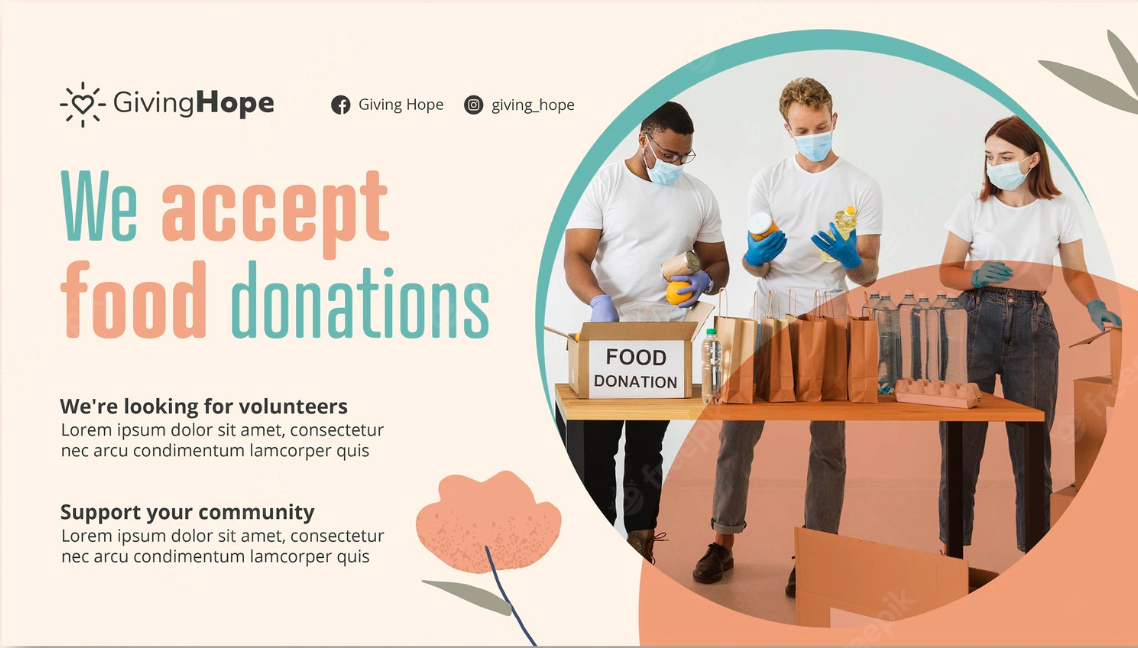 GivingHope
Giving Hope
giving_hope
We accept
food donations
We're looking for volunteers
Lorem ipsum dolor sit amet, consectetur
nec arcu condimentum lamcorper quis
Support your community
Lorem ipsum dolor sit amet, consectetur
nec arcu condimentum lamcorper quis
FOOD
DONATION
freepik